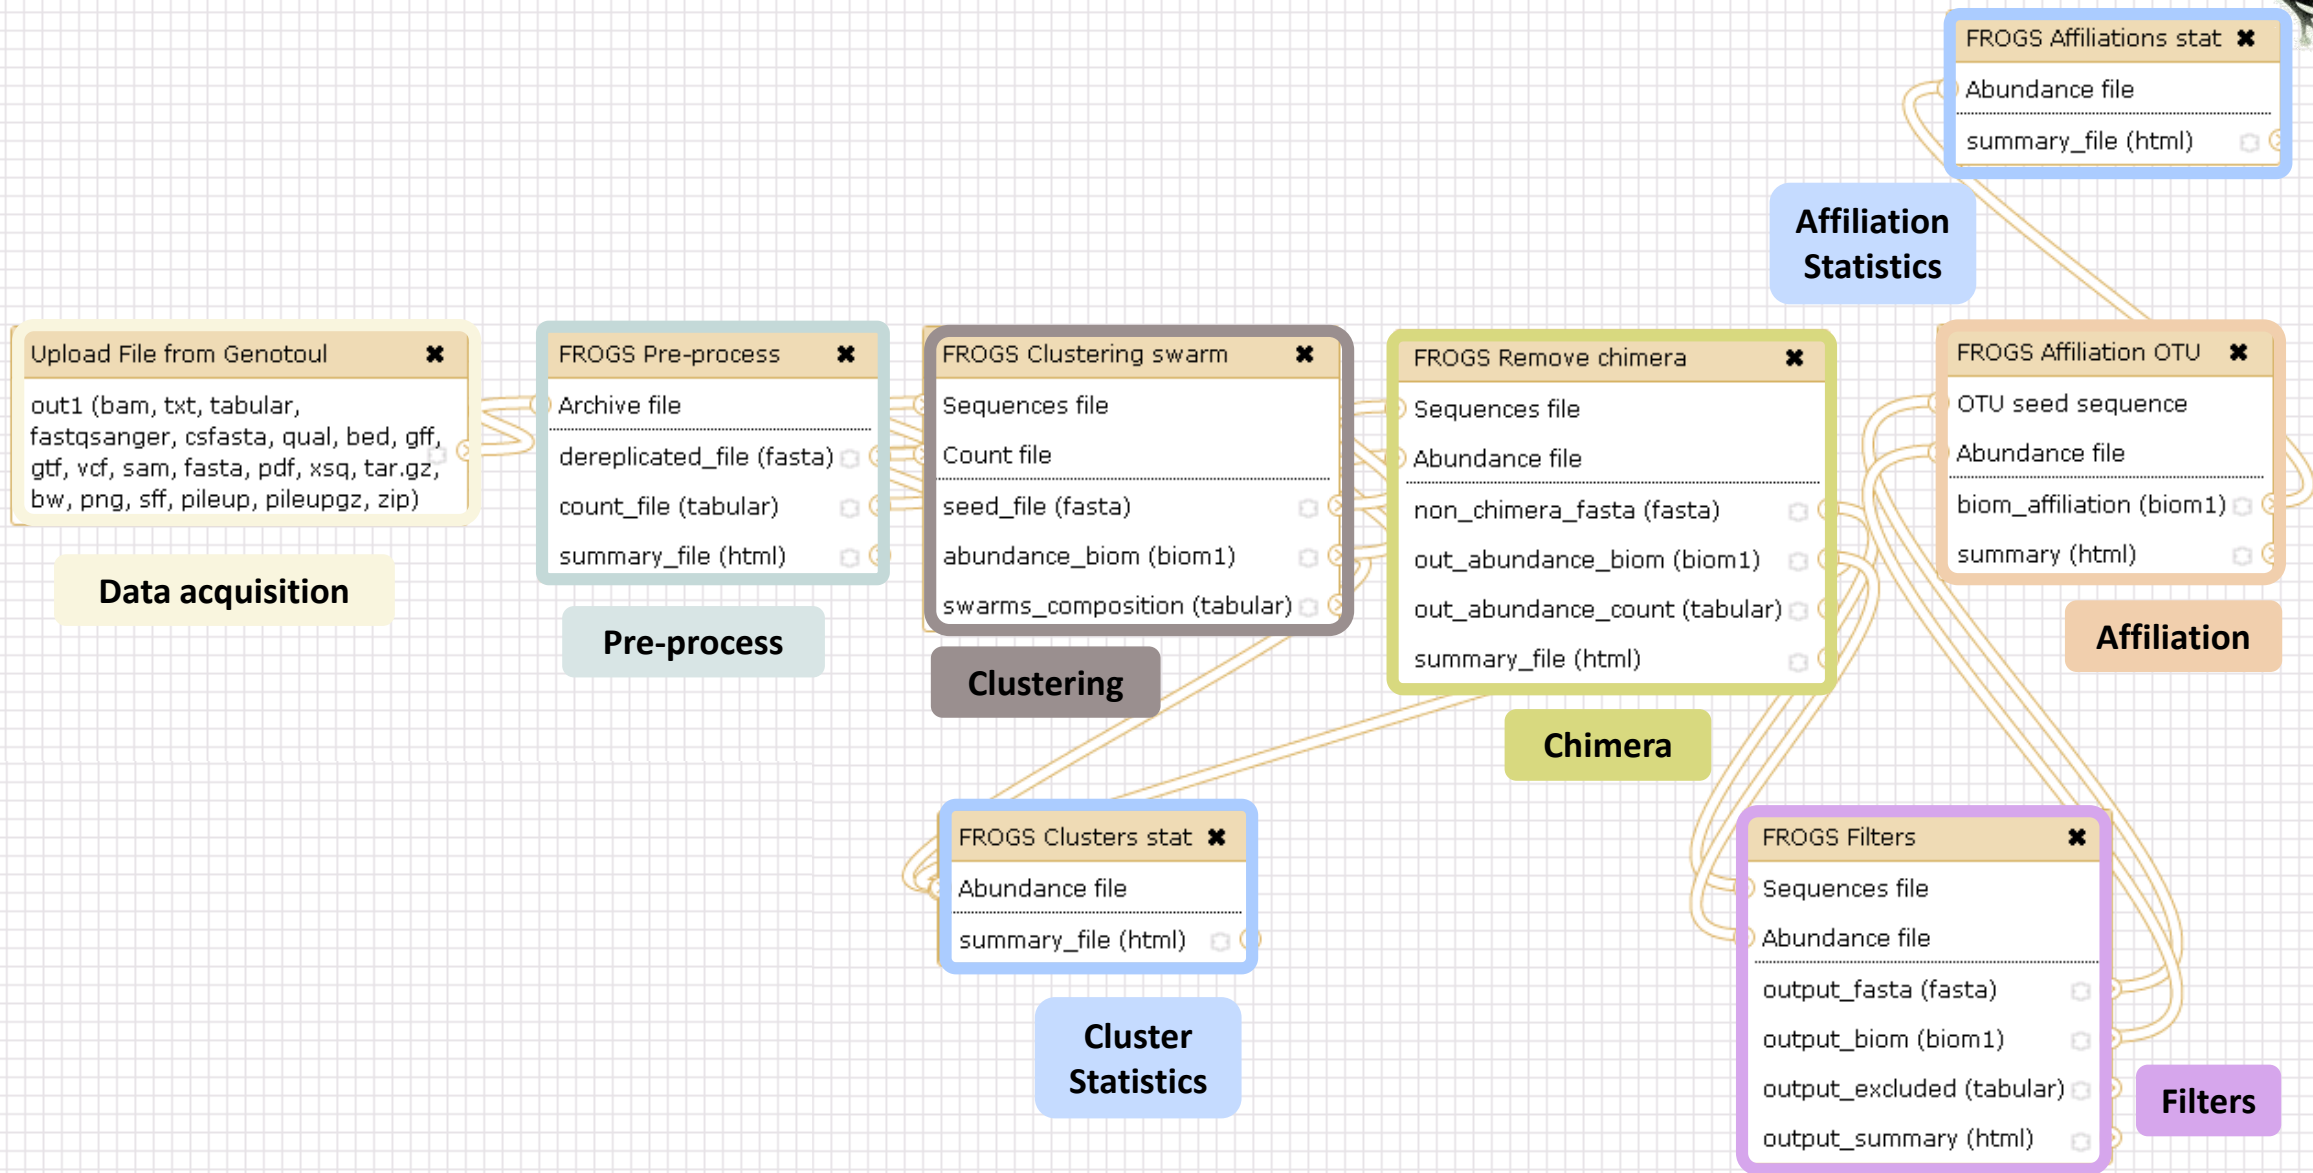 FROGS Affiliations stat
Abundance file
summary_file (html)
Affiliation
Statistics
Upload File from Genotoul
out1 (bam, txt, tabular,
fastqsanger, csfasta, qual, bed, gff,
gtf, vcf, sam, fasta, pdf, xsq, tar.gz,
bw, png, sff, pileup, pileupgz, zip)
Data acquisition
FROGS Pre-process
Archive file
dereplicated_file (fasta)
count_file (tabular)
summary_file (html)
Pre-process
FROGS Clustering swarm
Sequences file
Count file
seed_file (fasta)
abundance_biom (biom1)
swarms_composition (tabular)
Clustering
FROGS Remove chimera
Sequences file
Abundance file
non_chimera_fasta (fasta)
out_abundance_biom (biom1)
out_abundance_count (tabular)
summary_file (html)
Chimera
FROGS Affiliation OTU
OTU seed sequence
Abundance file
biom_affiliation (biom1)
summary (html)
Affiliation
FROGS Clusters stat
Abundance file
summary_file (html)
Cluster
Statistics
FROGS Filters
Sequences file
Abundance file
output_fasta (fasta)
output_biom (biom1)
output_excluded (tabular)
output_summary (html)
Filters